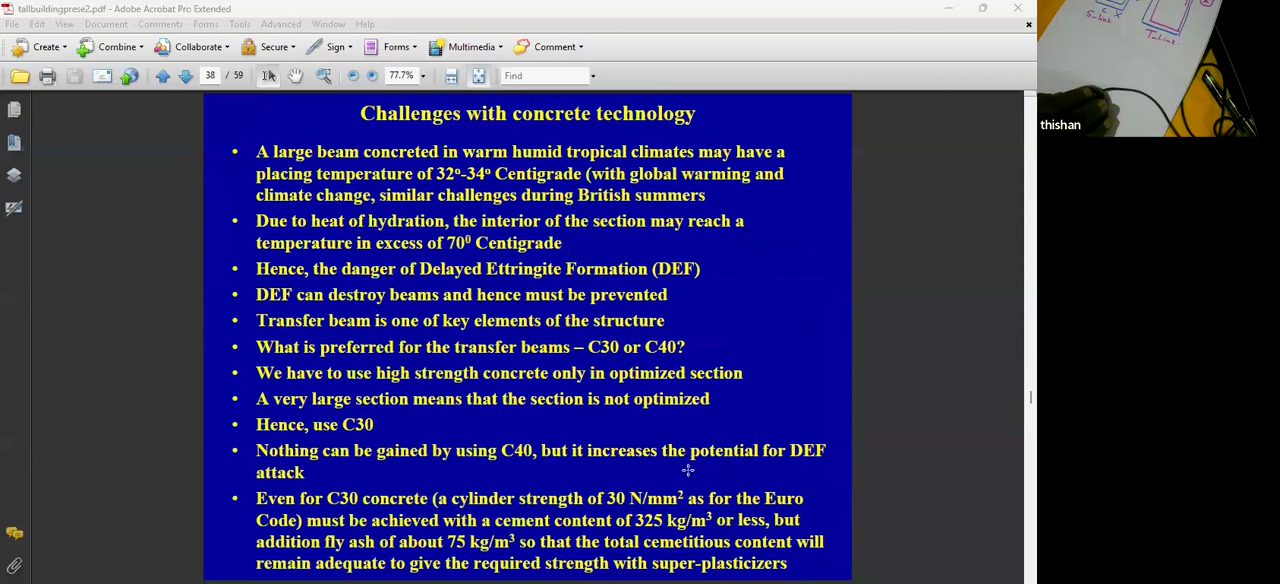 tallbuildingprese2.pdf - Adobe Acrobat Pro Extended
File Edit View Document Comments Forms Tools Advanced Window Help
Create Combine Collaborate Secure Sign Forms Multimedia Comment
38 / 59 77.7% Find
Challenges with concrete technology
• A large beam concreted in warm humid tropical climates may have a
placing temperature of 32º-34º Centigrade (with global warming and
climate change, similar challenges during British summers
• Due to heat of hydration, the interior of the section may reach a
temperature in excess of 70⁰ Centigrade
• Hence, the danger of Delayed Ettringite Formation (DEF)
• DEF can destroy beams and hence must be prevented
• Transfer beam is one of key elements of the structure
• What is preferred for the transfer beams – C30 or C40?
• We have to use high strength concrete only in optimized section
• A very large section means that the section is not optimized
• Hence, use C30
• Nothing can be gained by using C40, but it increases the potential for DEF
attack
• Even for C30 concrete (a cylinder strength of 30 N/mm² as for the Euro
Code) must be achieved with a cement content of 325 kg/m³ or less, but
addition fly ash of about 75 kg/m³ so that the total cemetitious content will
remain adequate to give the required strength with super-plasticizers
thishan